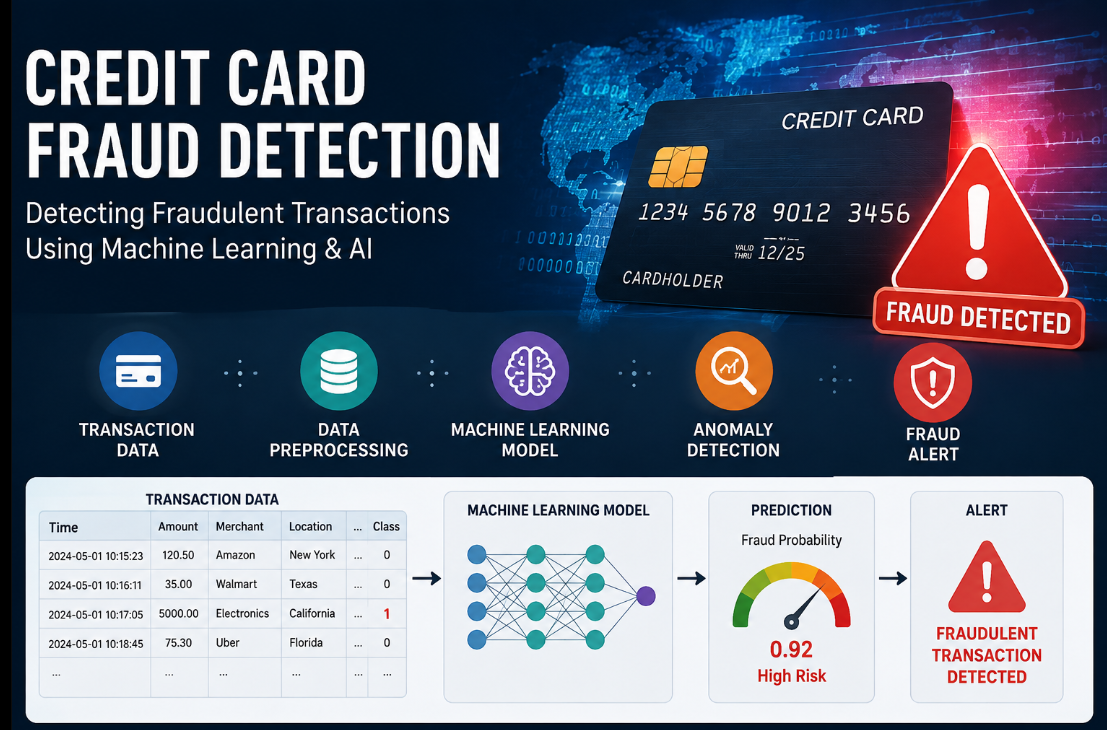 CREDIT CARD
FRAUD DETECTION
Detecting Fraudulent Transactions
Using Machine Learning & AI
CREDIT CARD
1234 5678 9012 3456
VALID
THRU 12/25
CARDHOLDER
FRAUD DETECTED
TRANSACTION
DATA
DATA
PREPROCESSING
MACHINE LEARNING
MODEL
ANOMALY
DETECTION
FRAUD
ALERT
TRANSACTION DATA
Time Amount Merchant Location ... Class
2024-05-01 10:15:23 120.50 Amazon New York ... 0
2024-05-01 10:16:11 35.00 Walmart Texas ... 0
2024-05-01 10:17:05 5000.00 Electronics California ... 1
2024-05-01 10:18:45 75.30 Uber Florida ... 0
... ... ... ... ... ...
MACHINE LEARNING MODEL
PREDICTION
Fraud Probability
0.92
High Risk
ALERT
FRAUDULENT
TRANSACTION
DETECTED